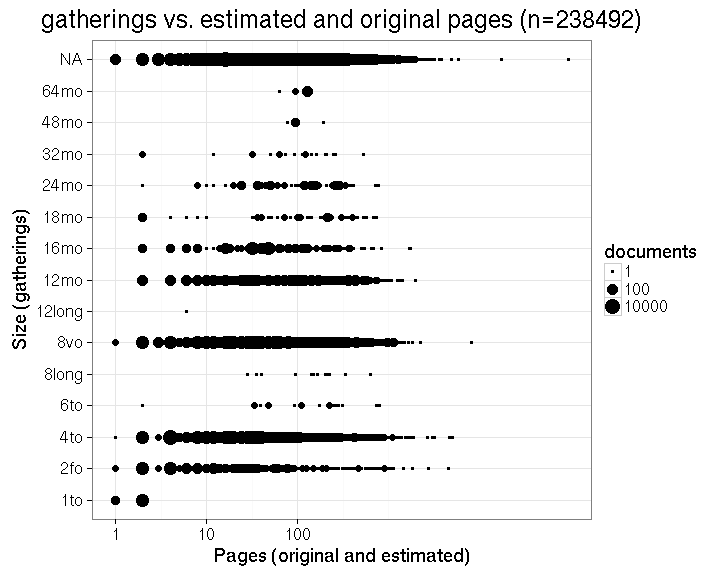 gatherings vs. estimated and original pages (n=238492)
NA
64mo
48mo
32mo
24mo
18mo
16mo
12mo
12long
8vo
8long
6to
4to
2fo
1to
Size (gatherings)
1 10 100
Pages (original and estimated)
documents
1
100
10000